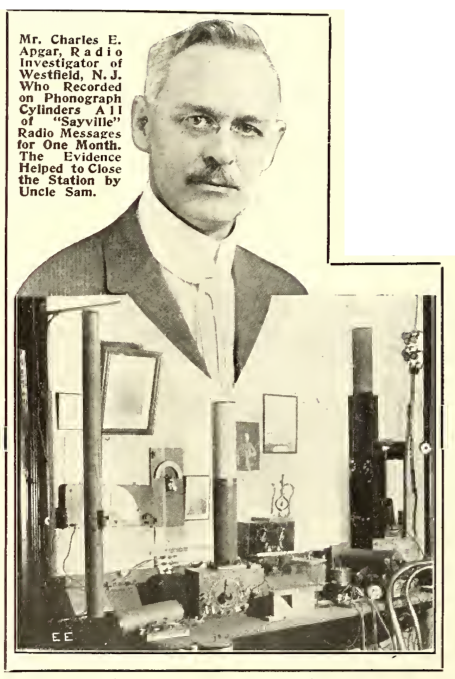 Mr. Charles E.
Apgar, Radio
Investigator of
Westfield, N. J.
Who Recorded
on Phonograph
Cylinders All
of "Sayville"
Radio Messages
for One Month.
The Evidence
Helped to Close
the Station by
Uncle Sam.
EE